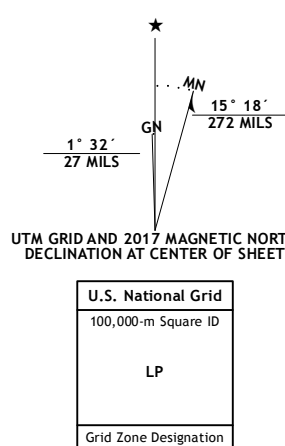 ★
MN
GN
15° 18´
272 MILS
1° 32´
27 MILS
UTM GRID AND 2017 MAGNETIC NORT
DECLINATION AT CENTER OF SHEET
U.S. National Grid
100,000-m Square ID
LP
Grid Zone Designation